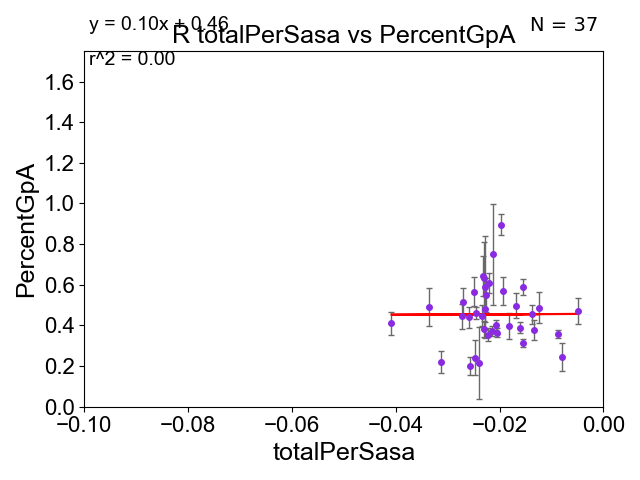 y = 0.10x + 0.46
N = 37
R totalPerSasa vs PercentGpA
r^2 = 0.00
1.6
1.4
1.2
1.0
0.8
0.6
0.4
0.2
0.0
PercentGpA
−0.10
−0.08
−0.06
−0.04
−0.02
0.00
totalPerSasa